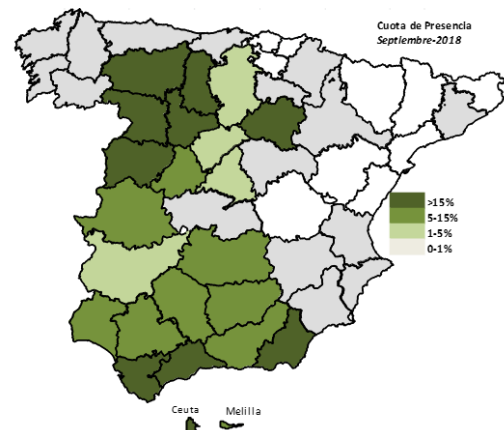 Cuota de Presencia
Septiembre-2018
>15%
5-15%
1-5%
0-1%
Ceuta Melilla